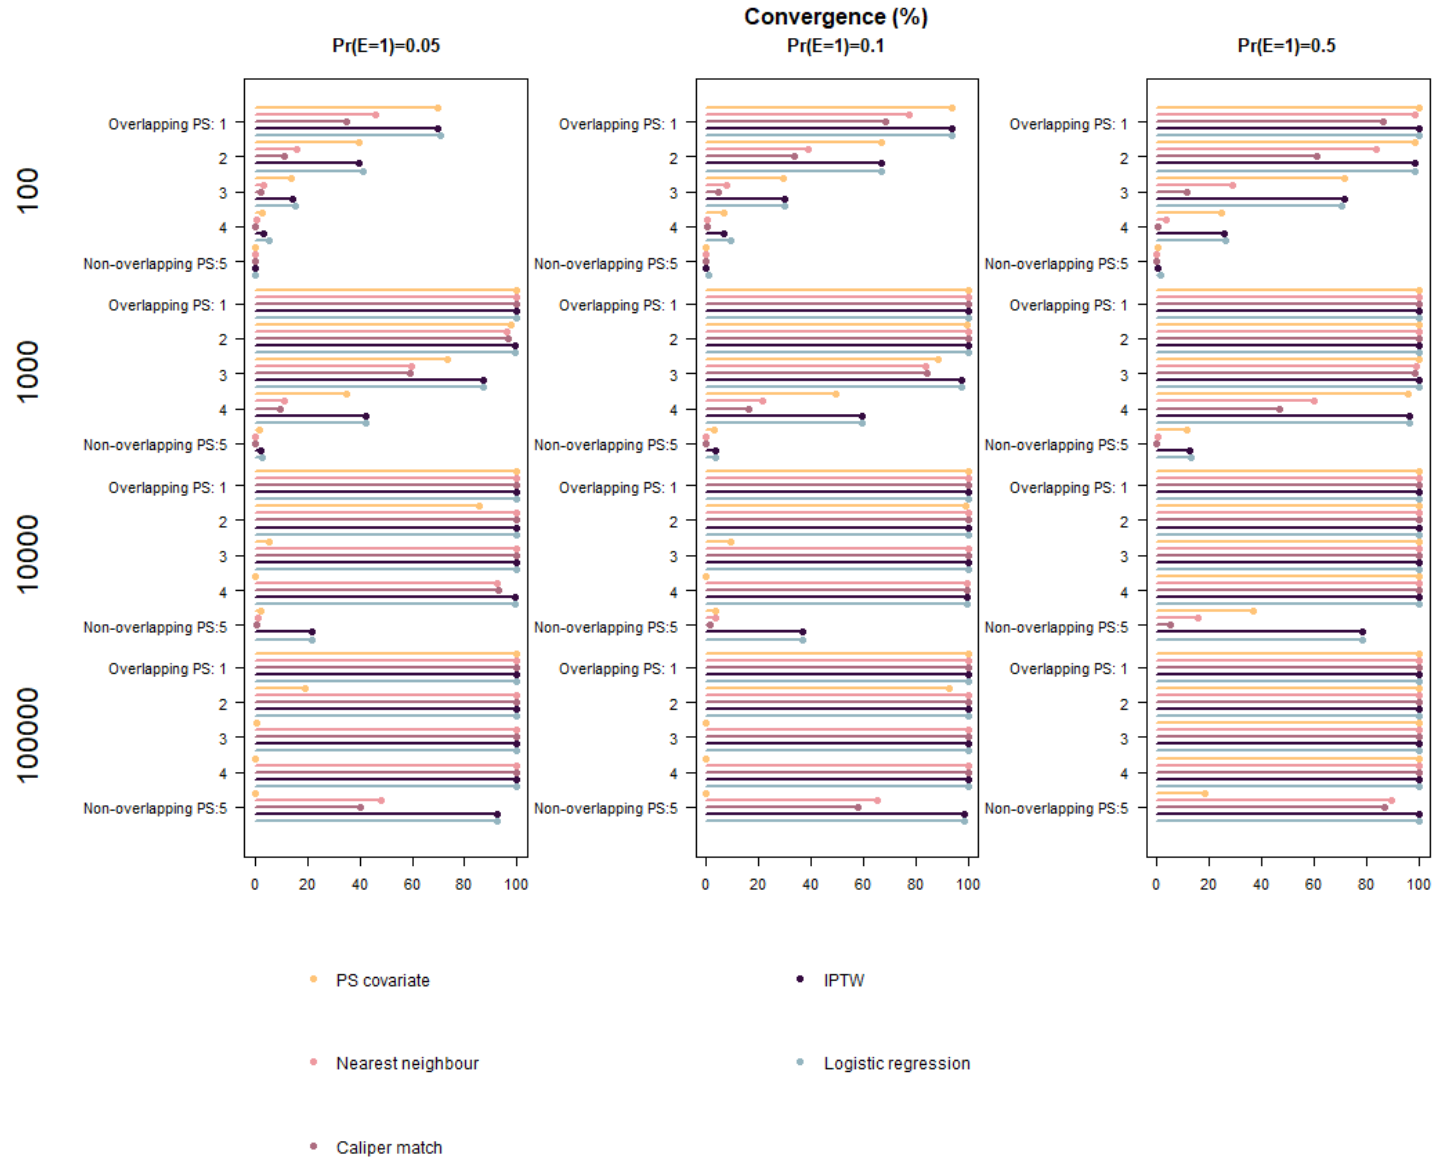 Convergence (%)
Pr(E=1)=0.05 Pr(E=1)=0.1 Pr(E=1)=0.5
100
Overlapping PS: 1 Overlapping PS: 1 Overlapping PS: 1
2 2 2
3 3 3
4 4 4
Non-overlapping PS:5 Non-overlapping PS:5 Non-overlapping PS:5
1000
Overlapping PS: 1 Overlapping PS: 1 Overlapping PS: 1
2 2 2
3 3 3
4 4 4
Non-overlapping PS:5 Non-overlapping PS:5 Non-overlapping PS:5
10000
Overlapping PS: 1 Overlapping PS: 1 Overlapping PS: 1
2 2 2
3 3 3
4 4 4
Non-overlapping PS:5 Non-overlapping PS:5 Non-overlapping PS:5
100000
Overlapping PS: 1 Overlapping PS: 1 Overlapping PS: 1
2 2 2
3 3 3
4 4 4
Non-overlapping PS:5 Non-overlapping PS:5 Non-overlapping PS:5
0 20 40 60 80 100 0 20 40 60 80 100 0 20 40 60 80 100
PS covariate IPTW
Nearest neighbour Logistic regression
Caliper match